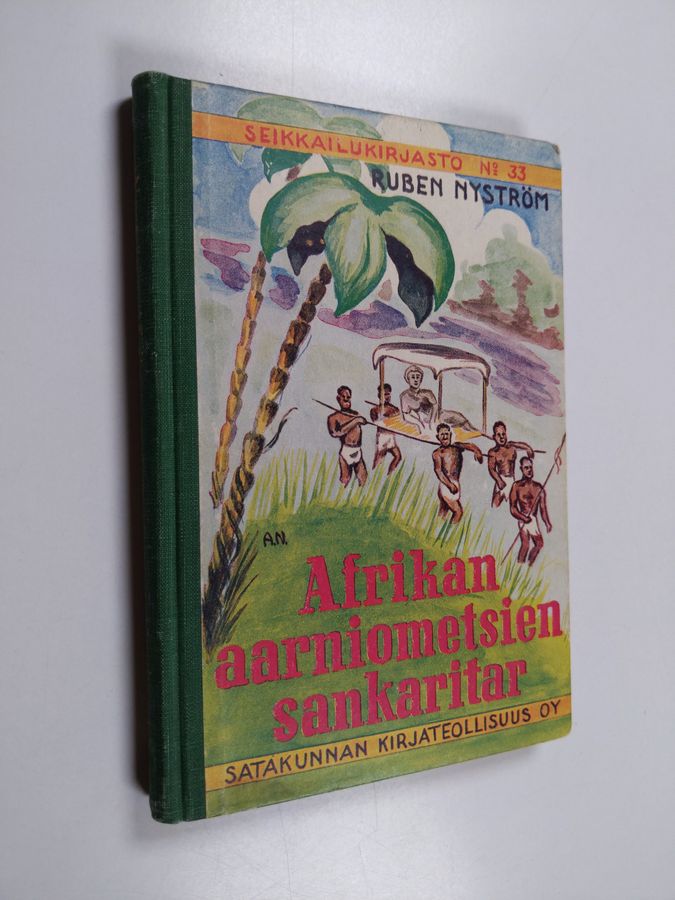 SEIKKAILUKIRJASTO Nº 33
RUBEN NYSTRÖM
A.N.
Afrikan
aarniometsien
sankaritar
SATAKUNNAN KIRJATEOLLISUUS OY